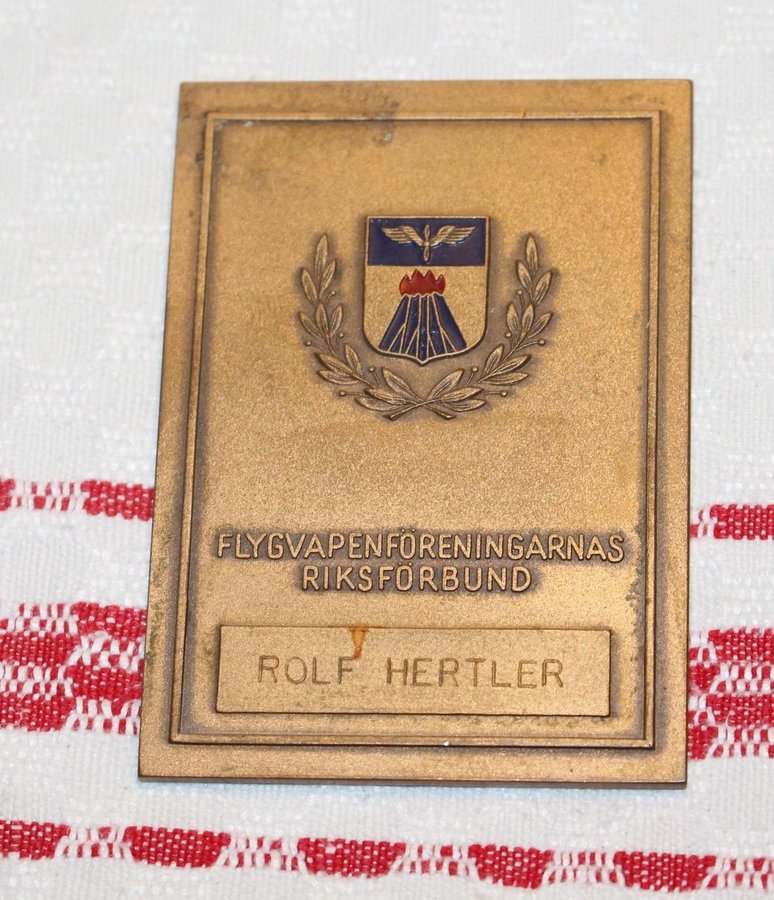 FLYGVAPENFÖRENINGARNAS
RIKSFÖRBUND
ROLF HERTLER